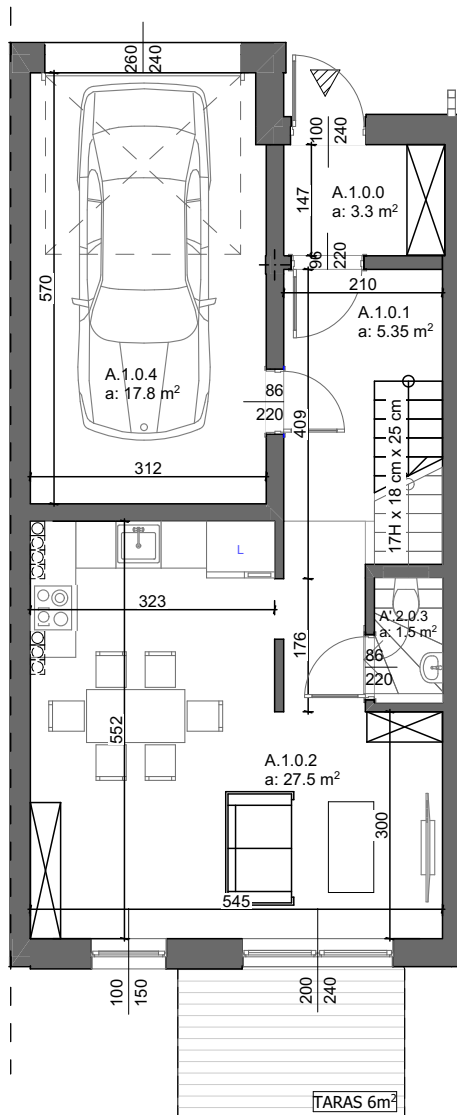 260
240
100
240
A.1.0.0
a: 3.3 m²
147
96
220
210
A.1.0.1
a: 5.35 m²
570
A.1.0.4
a: 17.8 m²
86
220
409
17H x 18 cm x 25 cm
312
L
323
A'.2.0.3
a: 1.5 m²
176
86
220
552
A.1.0.2
a: 27.5 m²
300
545
100
150
200
240
TARAS 6m²